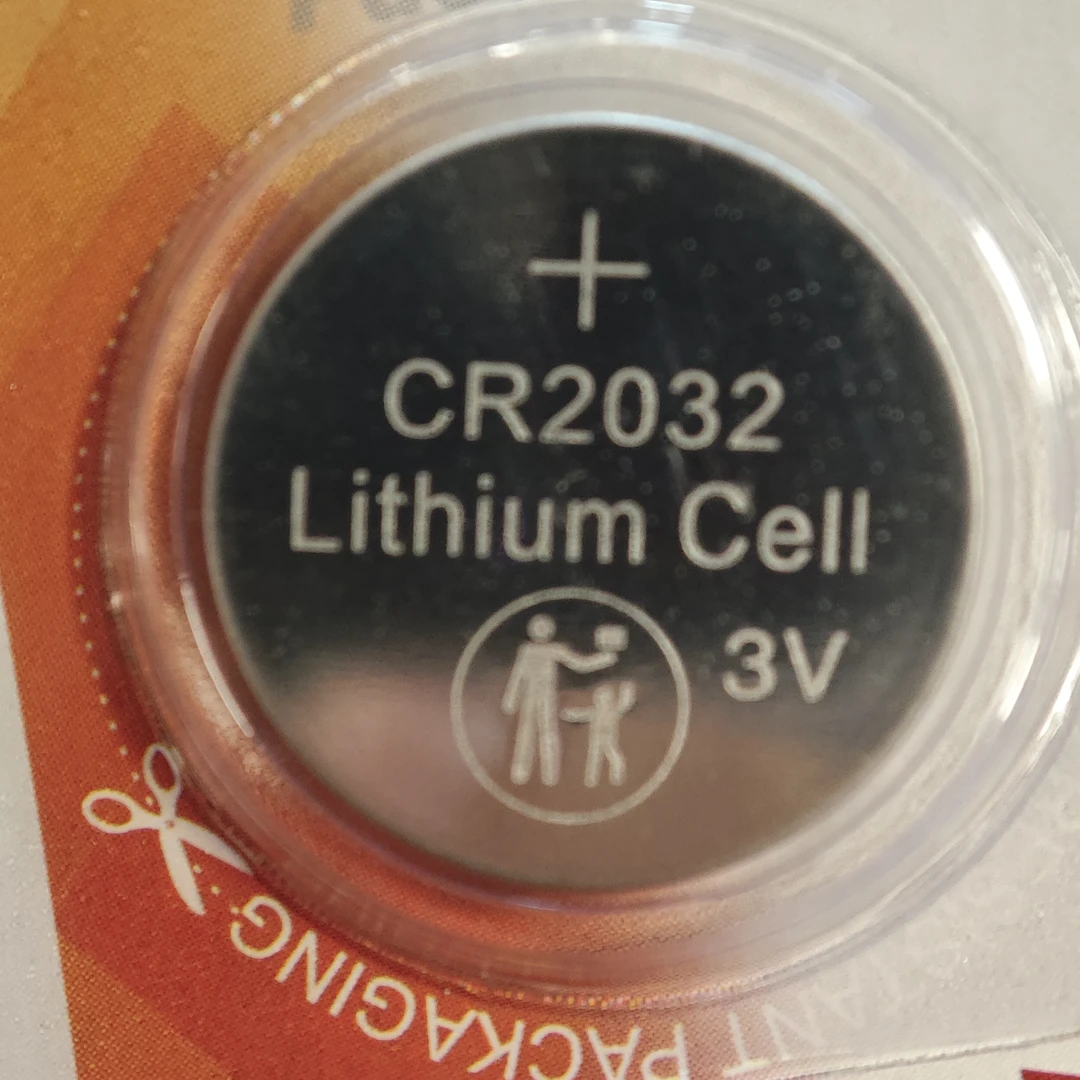 +
CR2032
Lithium Cell
3V
PACKAGING